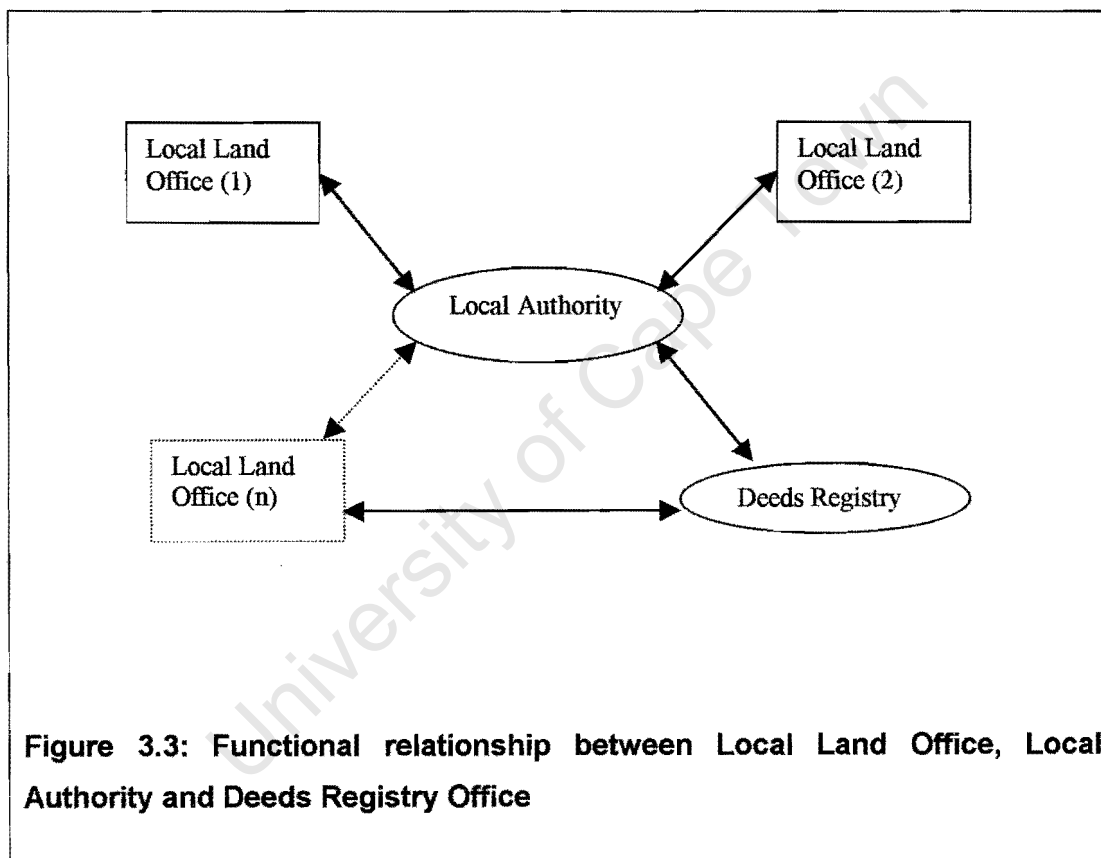 Local Land
Office (1)
Local Land
Office (2)
Local Authority
Local Land
Office (n)
Deeds Registry
University of Cape Town
Figure 3.3: Functional relationship between Local Land Office, Local
Authority and Deeds Registry Office